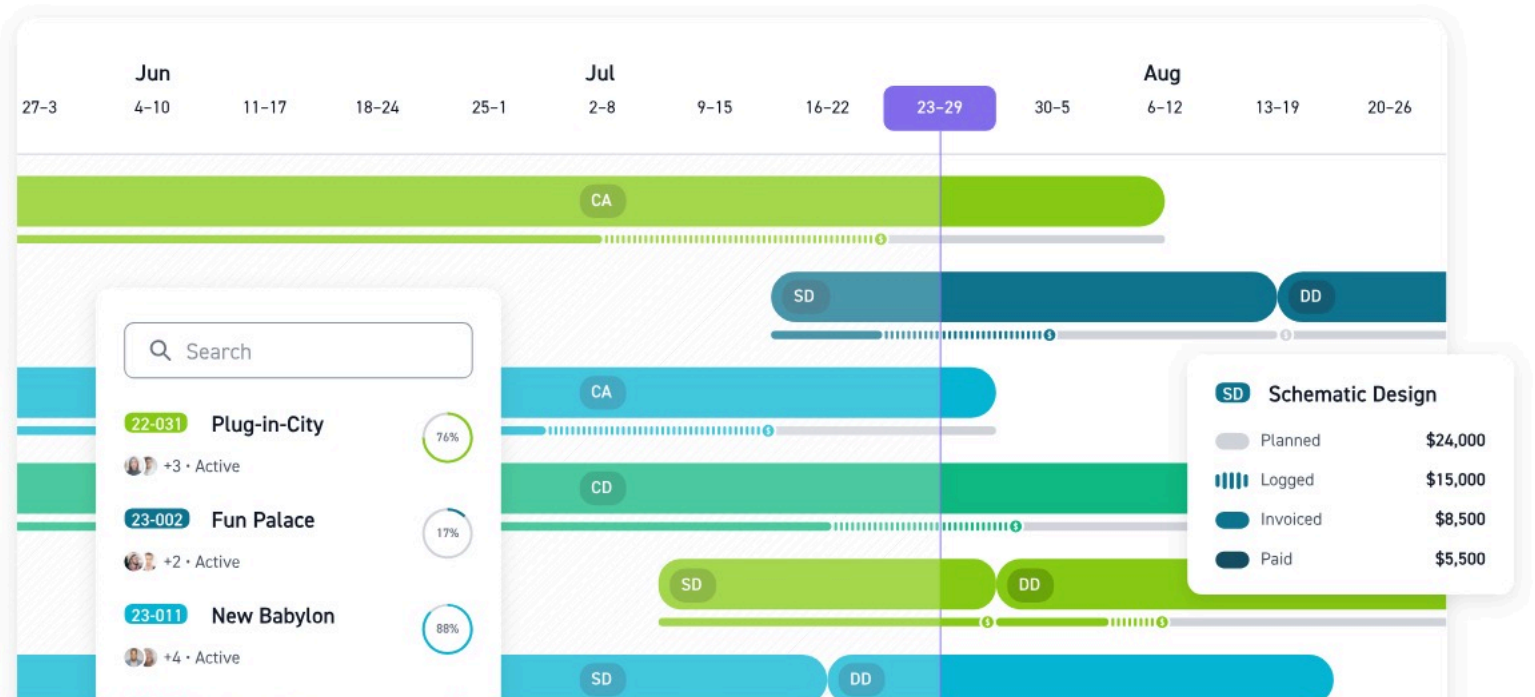 Jun Jul Aug
27–3 4–10 11–17 18–24 25–1 2–8 9–15 16–22 23–29 30–5 6–12 13–19 20–26
CA
$
SD DD
$ $
CA
$
CD
$
SD DD
$ $
SD DD
Search
22-031 Plug-in-City 76%
+3 · Active
23-002 Fun Palace 17%
+2 · Active
23-011 New Babylon 88%
+4 · Active
SD Schematic Design
Planned $24,000
Logged $15,000
Invoiced $8,500
Paid $5,500